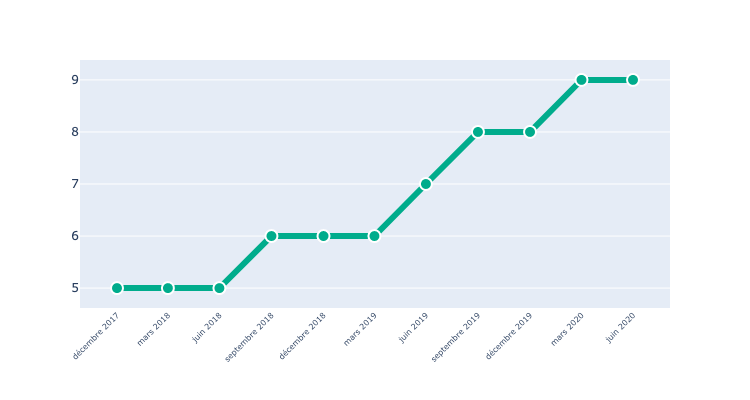 9
8
7
6
5
décembre 2017
mars 2018
juin 2018
septembre 2018
décembre 2018
mars 2019
juin 2019
septembre 2019
décembre 2019
mars 2020
juin 2020